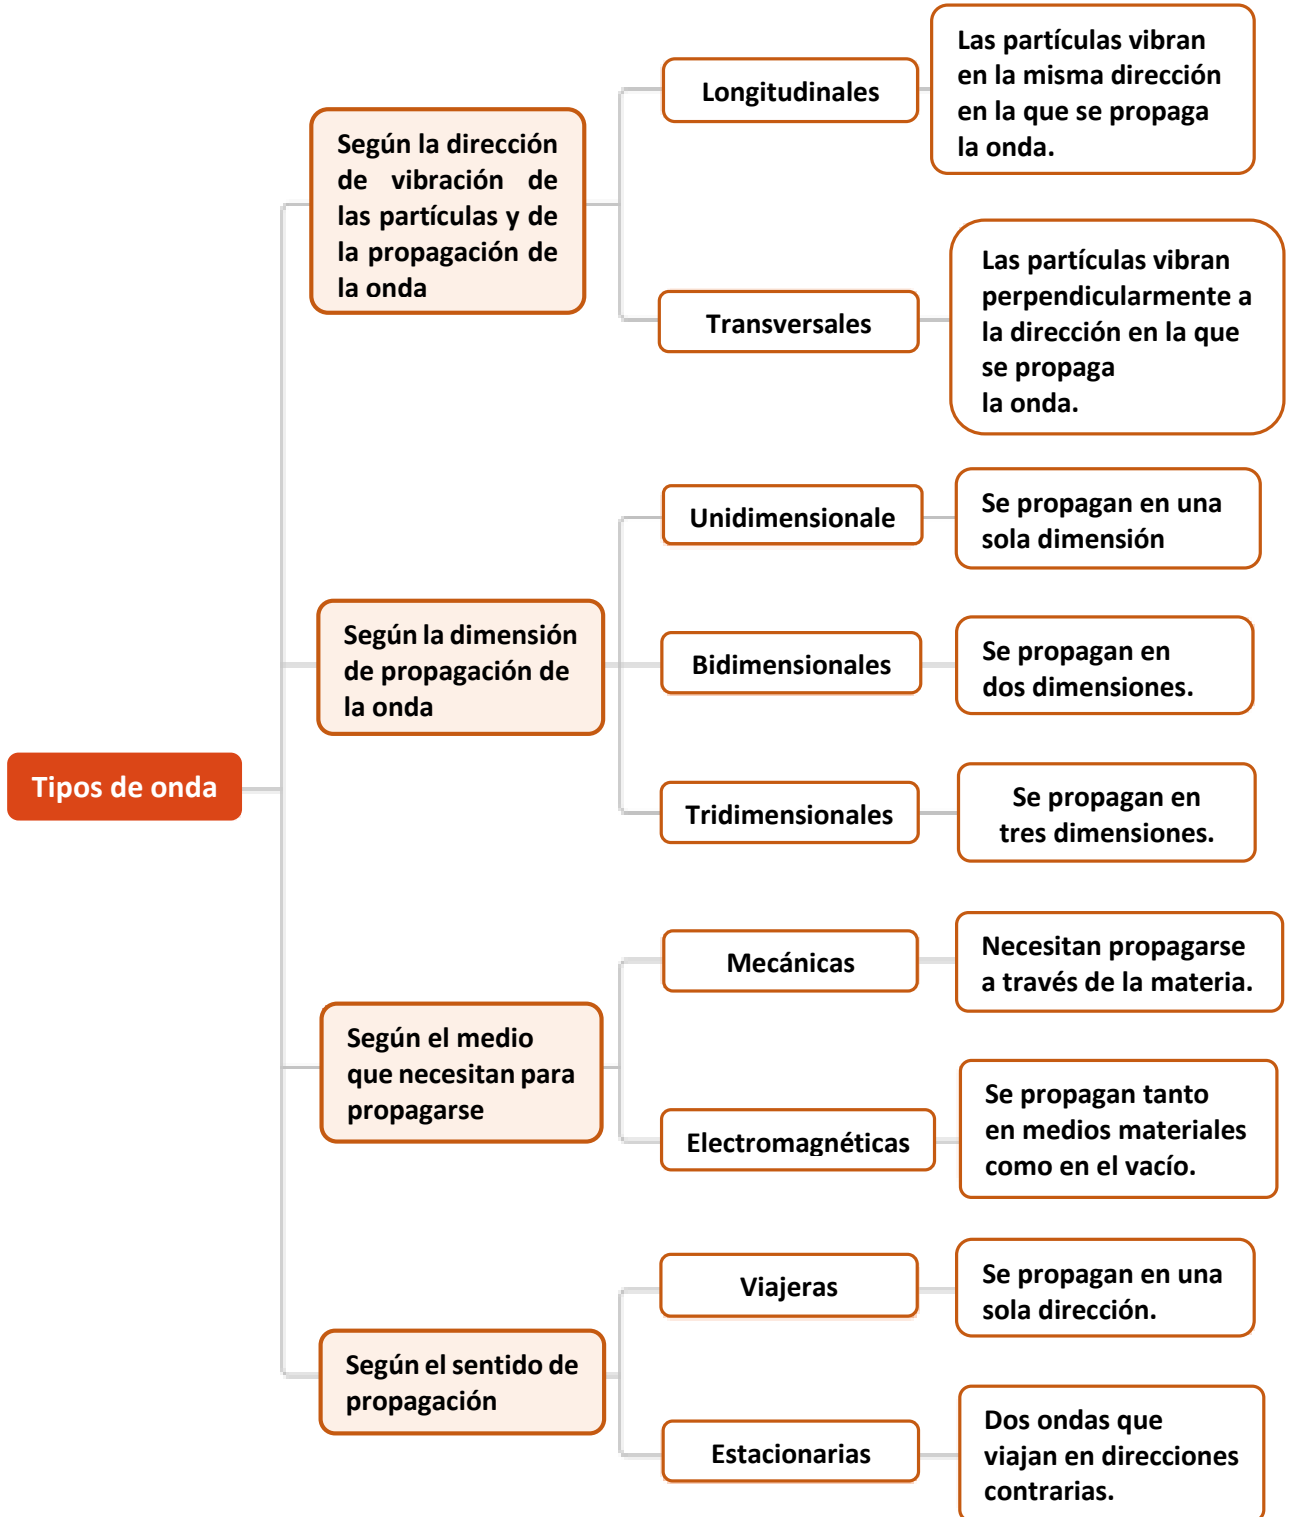 Tipos de onda
Según la dirección
de vibración de
las partículas y de
la propagación de
la onda
Longitudinales
Las partículas vibran
en la misma dirección
en la que se propaga
la onda.
Transversales
Las partículas vibran
perpendicularmente a
la dirección en la que
se propaga
la onda.
Según la dimensión
de propagación de
la onda
Unidimensionale
Se propagan en una
sola dimensión
Bidimensionales
Se propagan en
dos dimensiones.
Tridimensionales
Se propagan en
tres dimensiones.
Según el medio
que necesitan para
propagarse
Mecánicas
Necesitan propagarse
a través de la materia.
Electromagnéticas
Se propagan tanto
en medios materiales
como en el vacío.
Según el sentido de
propagación
Viajeras
Se propagan en una
sola dirección.
Estacionarias
Dos ondas que
viajan en direcciones
contrarias.